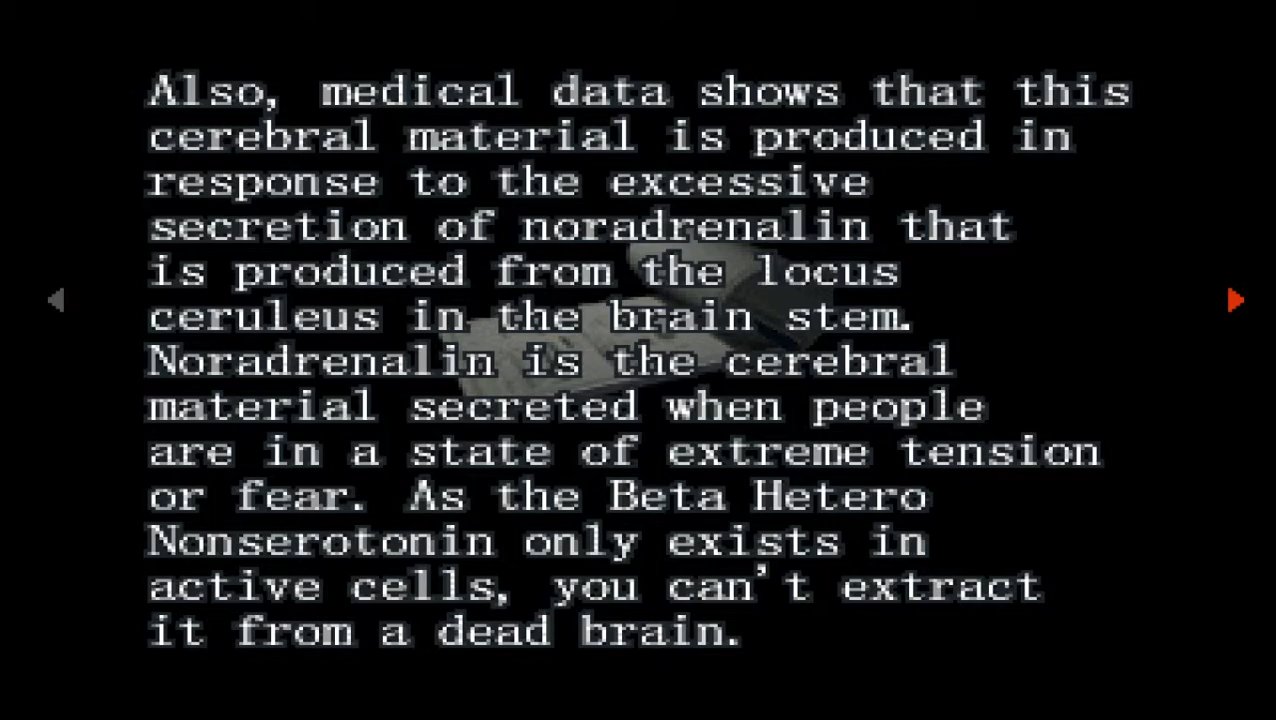 Also, medical data shows that this
cerebral material is produced in
response to the excessive
secretion of noradrenalin that
is produced from the locus
ceruleus in the brain stem.
Noradrenalin is the cerebral
material secreted when people
are in a state of extreme tension
or fear. As the Beta Hetero
Nonserotonin only exists in
active cells, you can't extract
it from a dead brain.